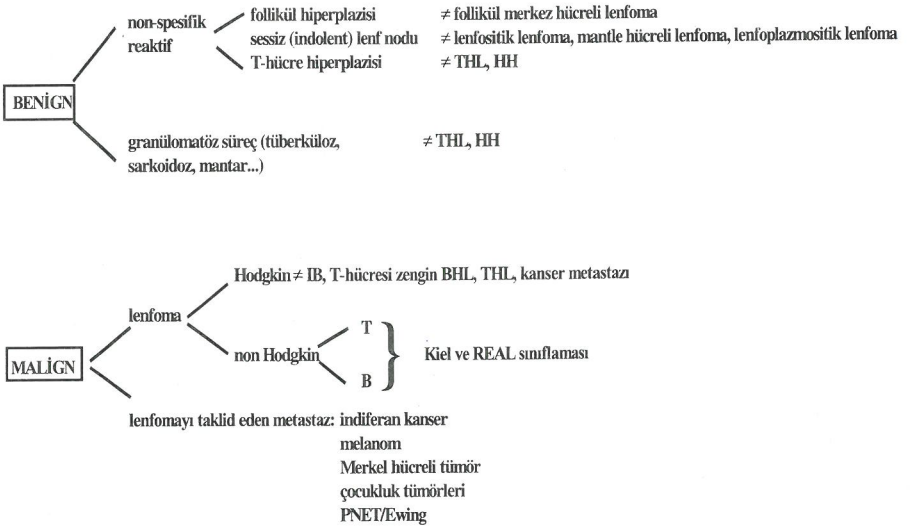 non-spesifik
reaktif
follikül hiperplazisi ≠ follikül merkez hücreli lenfoma
sessiz (indolent) lenf nodu ≠ lenfositik lenfoma, mantle hücreli lenfoma, lenfoplazmositik lenfoma
T-hücre hiperplazisi ≠ THL, HH
BENİGN
granülomatöz süreç (tüberküloz, ≠ THL, HH
sarkoidoz, mantar...)
Hodgkin ≠ IB, T-hücresi zengin BHL, THL, kanser metastazı
lenfoma
T
non Hodgkin } Kiel ve REAL sınıflaması
MALİGN
B
lenfomayı taklid eden metastaz: indiferan kanser
melanom
Merkel hücreli tümör
çocukluk tümörleri
PNET/Ewing